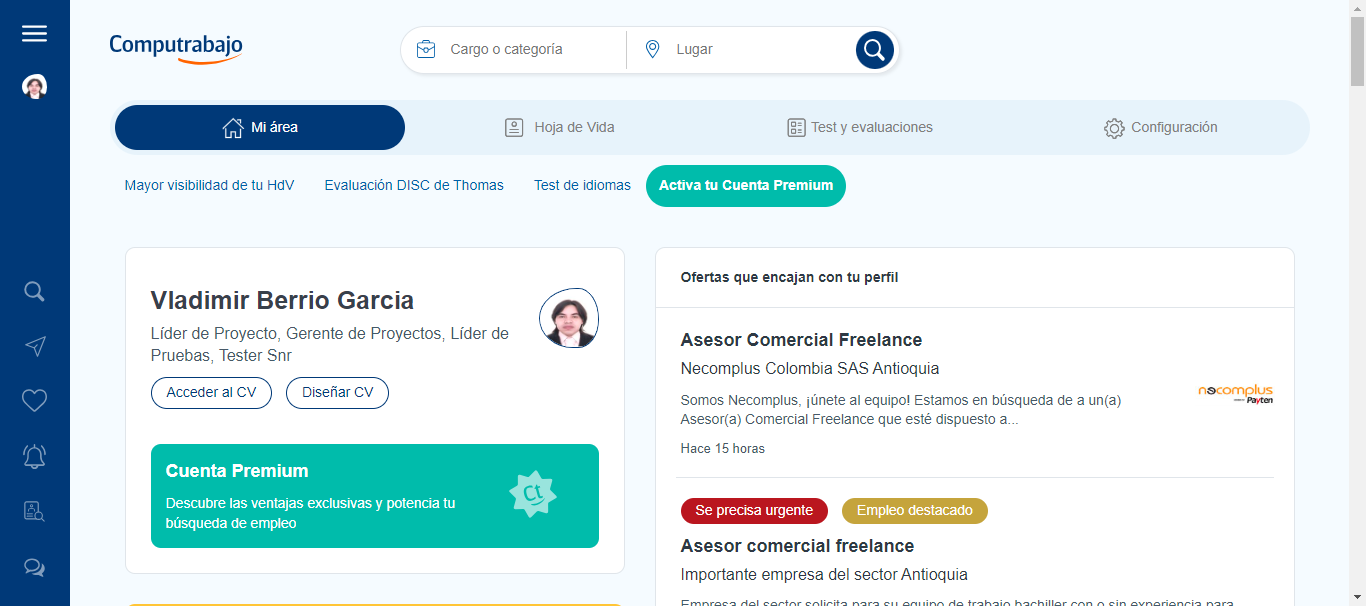 Computrabajo
Cargo o categoría
Lugar
Mi área
Hoja de Vida
Test y evaluaciones
Configuración
Mayor visibilidad de tu HdV
Evaluación DISC de Thomas
Test de idiomas
Activa tu Cuenta Premium
Vladimir Berrio Garcia
Líder de Proyecto, Gerente de Proyectos, Líder de
Pruebas, Tester Snr
Acceder al CV
Diseñar CV
Cuenta Premium
Descubre las ventajas exclusivas y potencia tu
búsqueda de empleo
Ct
Ofertas que encajan con tu perfil
Asesor Comercial Freelance
Necomplus Colombia SAS Antioquia
Somos Necomplus, ¡únete al equipo! Estamos en búsqueda de a un(a)
Asesor(a) Comercial Freelance que esté dispuesto a...
Hace 15 horas
necomplus
Payten
Se precisa urgente
Empleo destacado
Asesor comercial freelance
Importante empresa del sector Antioquia
Empresa del sector solicita para su equipo de trabajo bachiller con o sin experiencia para